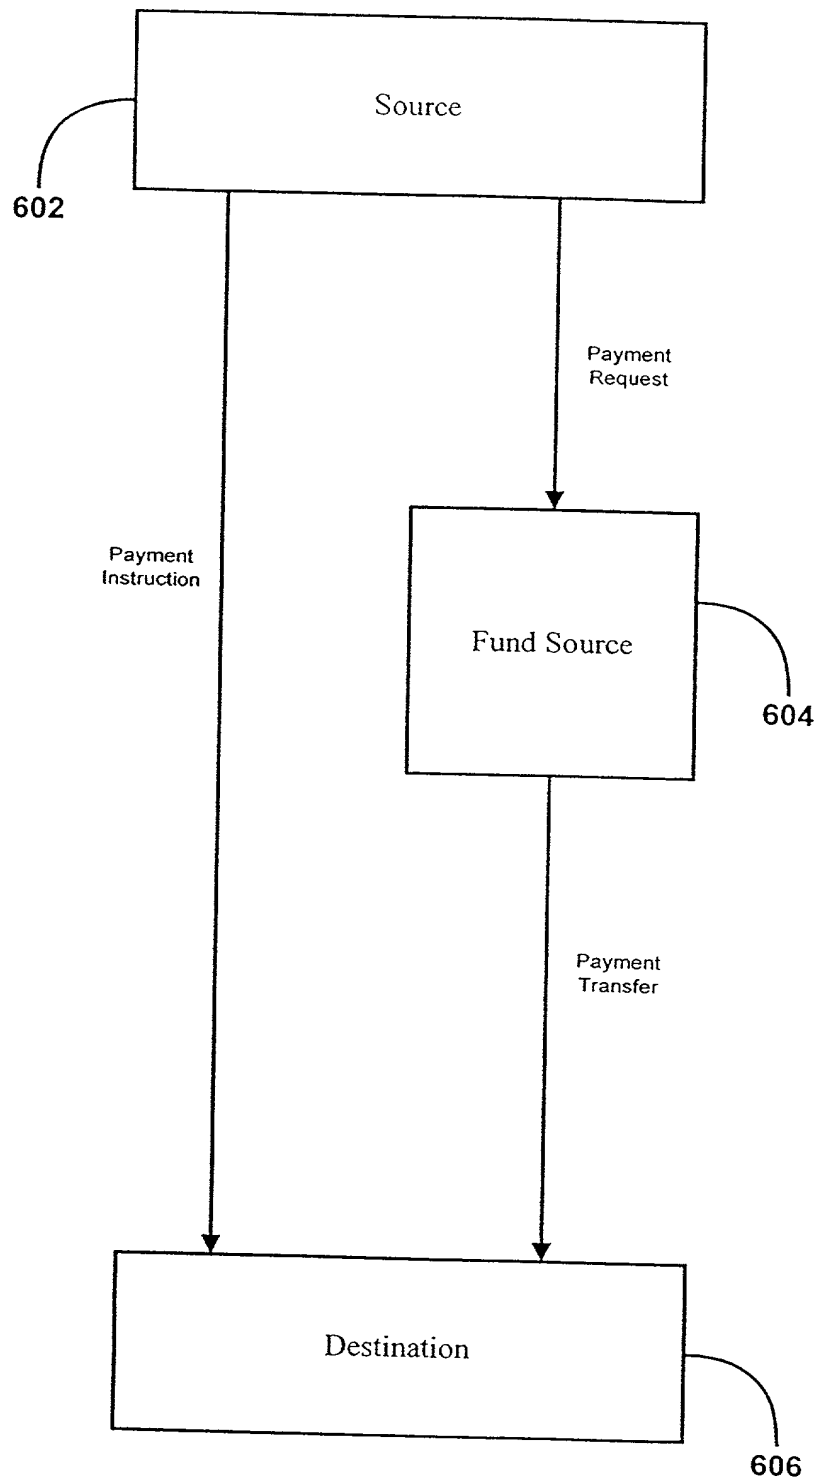 Source
602
Payment
Request
Payment
Instruction
Fund Source
604
Payment
Transfer
Destination
606